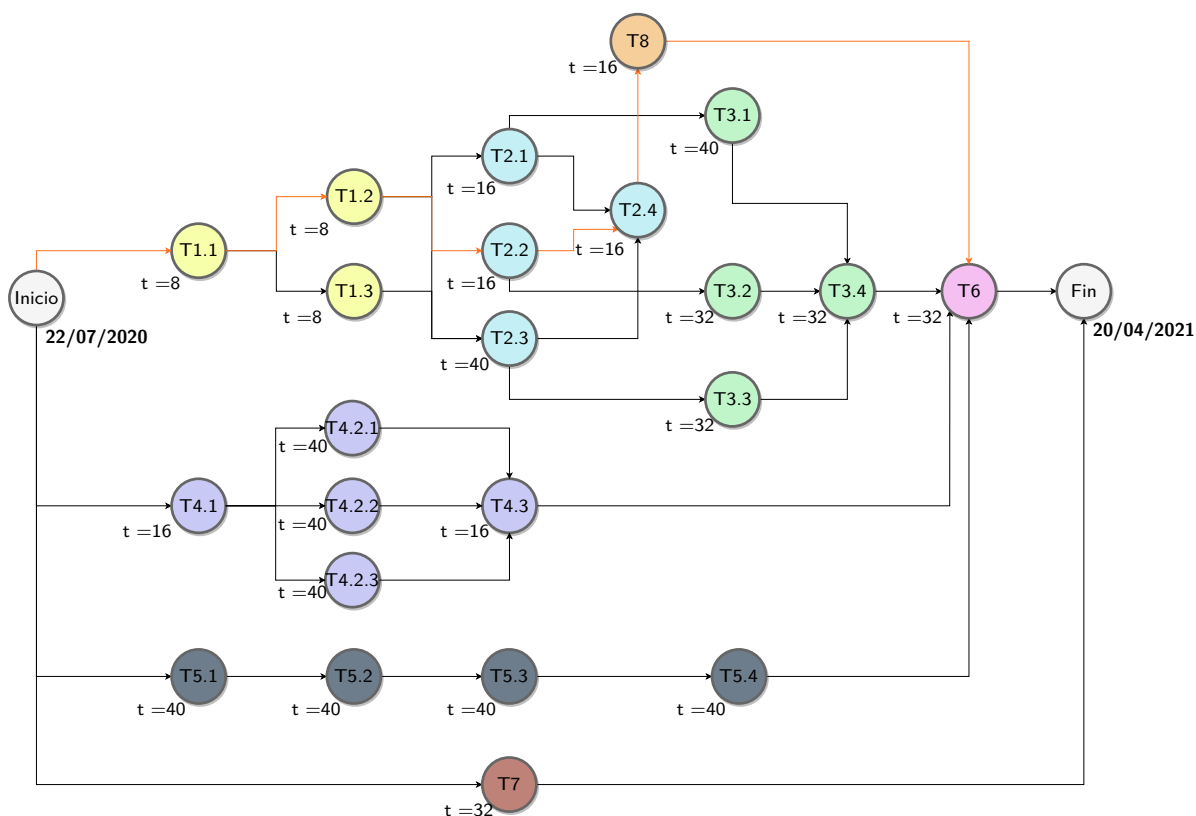 T8
t =16
T3.1
t =40
T2.1
t =16
T1.2
t =8
T2.4
t =16
T1.1
t =8
T2.2
t =16
Inicio
22/07/2020
T1.3
t =8
T3.2
t =32
T3.4
t =32
T6
t =32
Fin
20/04/2021
T2.3
t =40
T3.3
t =32
T4.2.1
t =40
T4.1
t =16
T4.2.2
t =40
T4.3
t =16
T4.2.3
t =40
T5.1
t =40
T5.2
t =40
T5.3
t =40
T5.4
t =40
T7
t =32